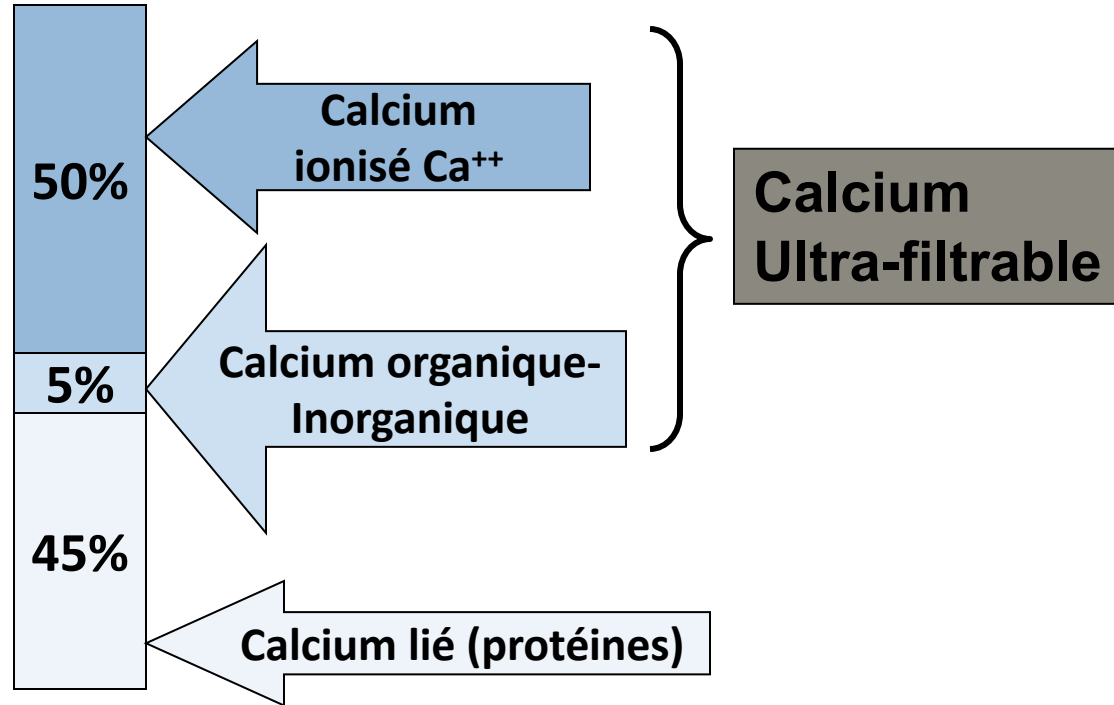 50%
Calcium
ionisé Ca⁺⁺
Calcium
Ultra-filtrable
5%
Calcium organique-
Inorganique
45%
Calcium lié (protéines)